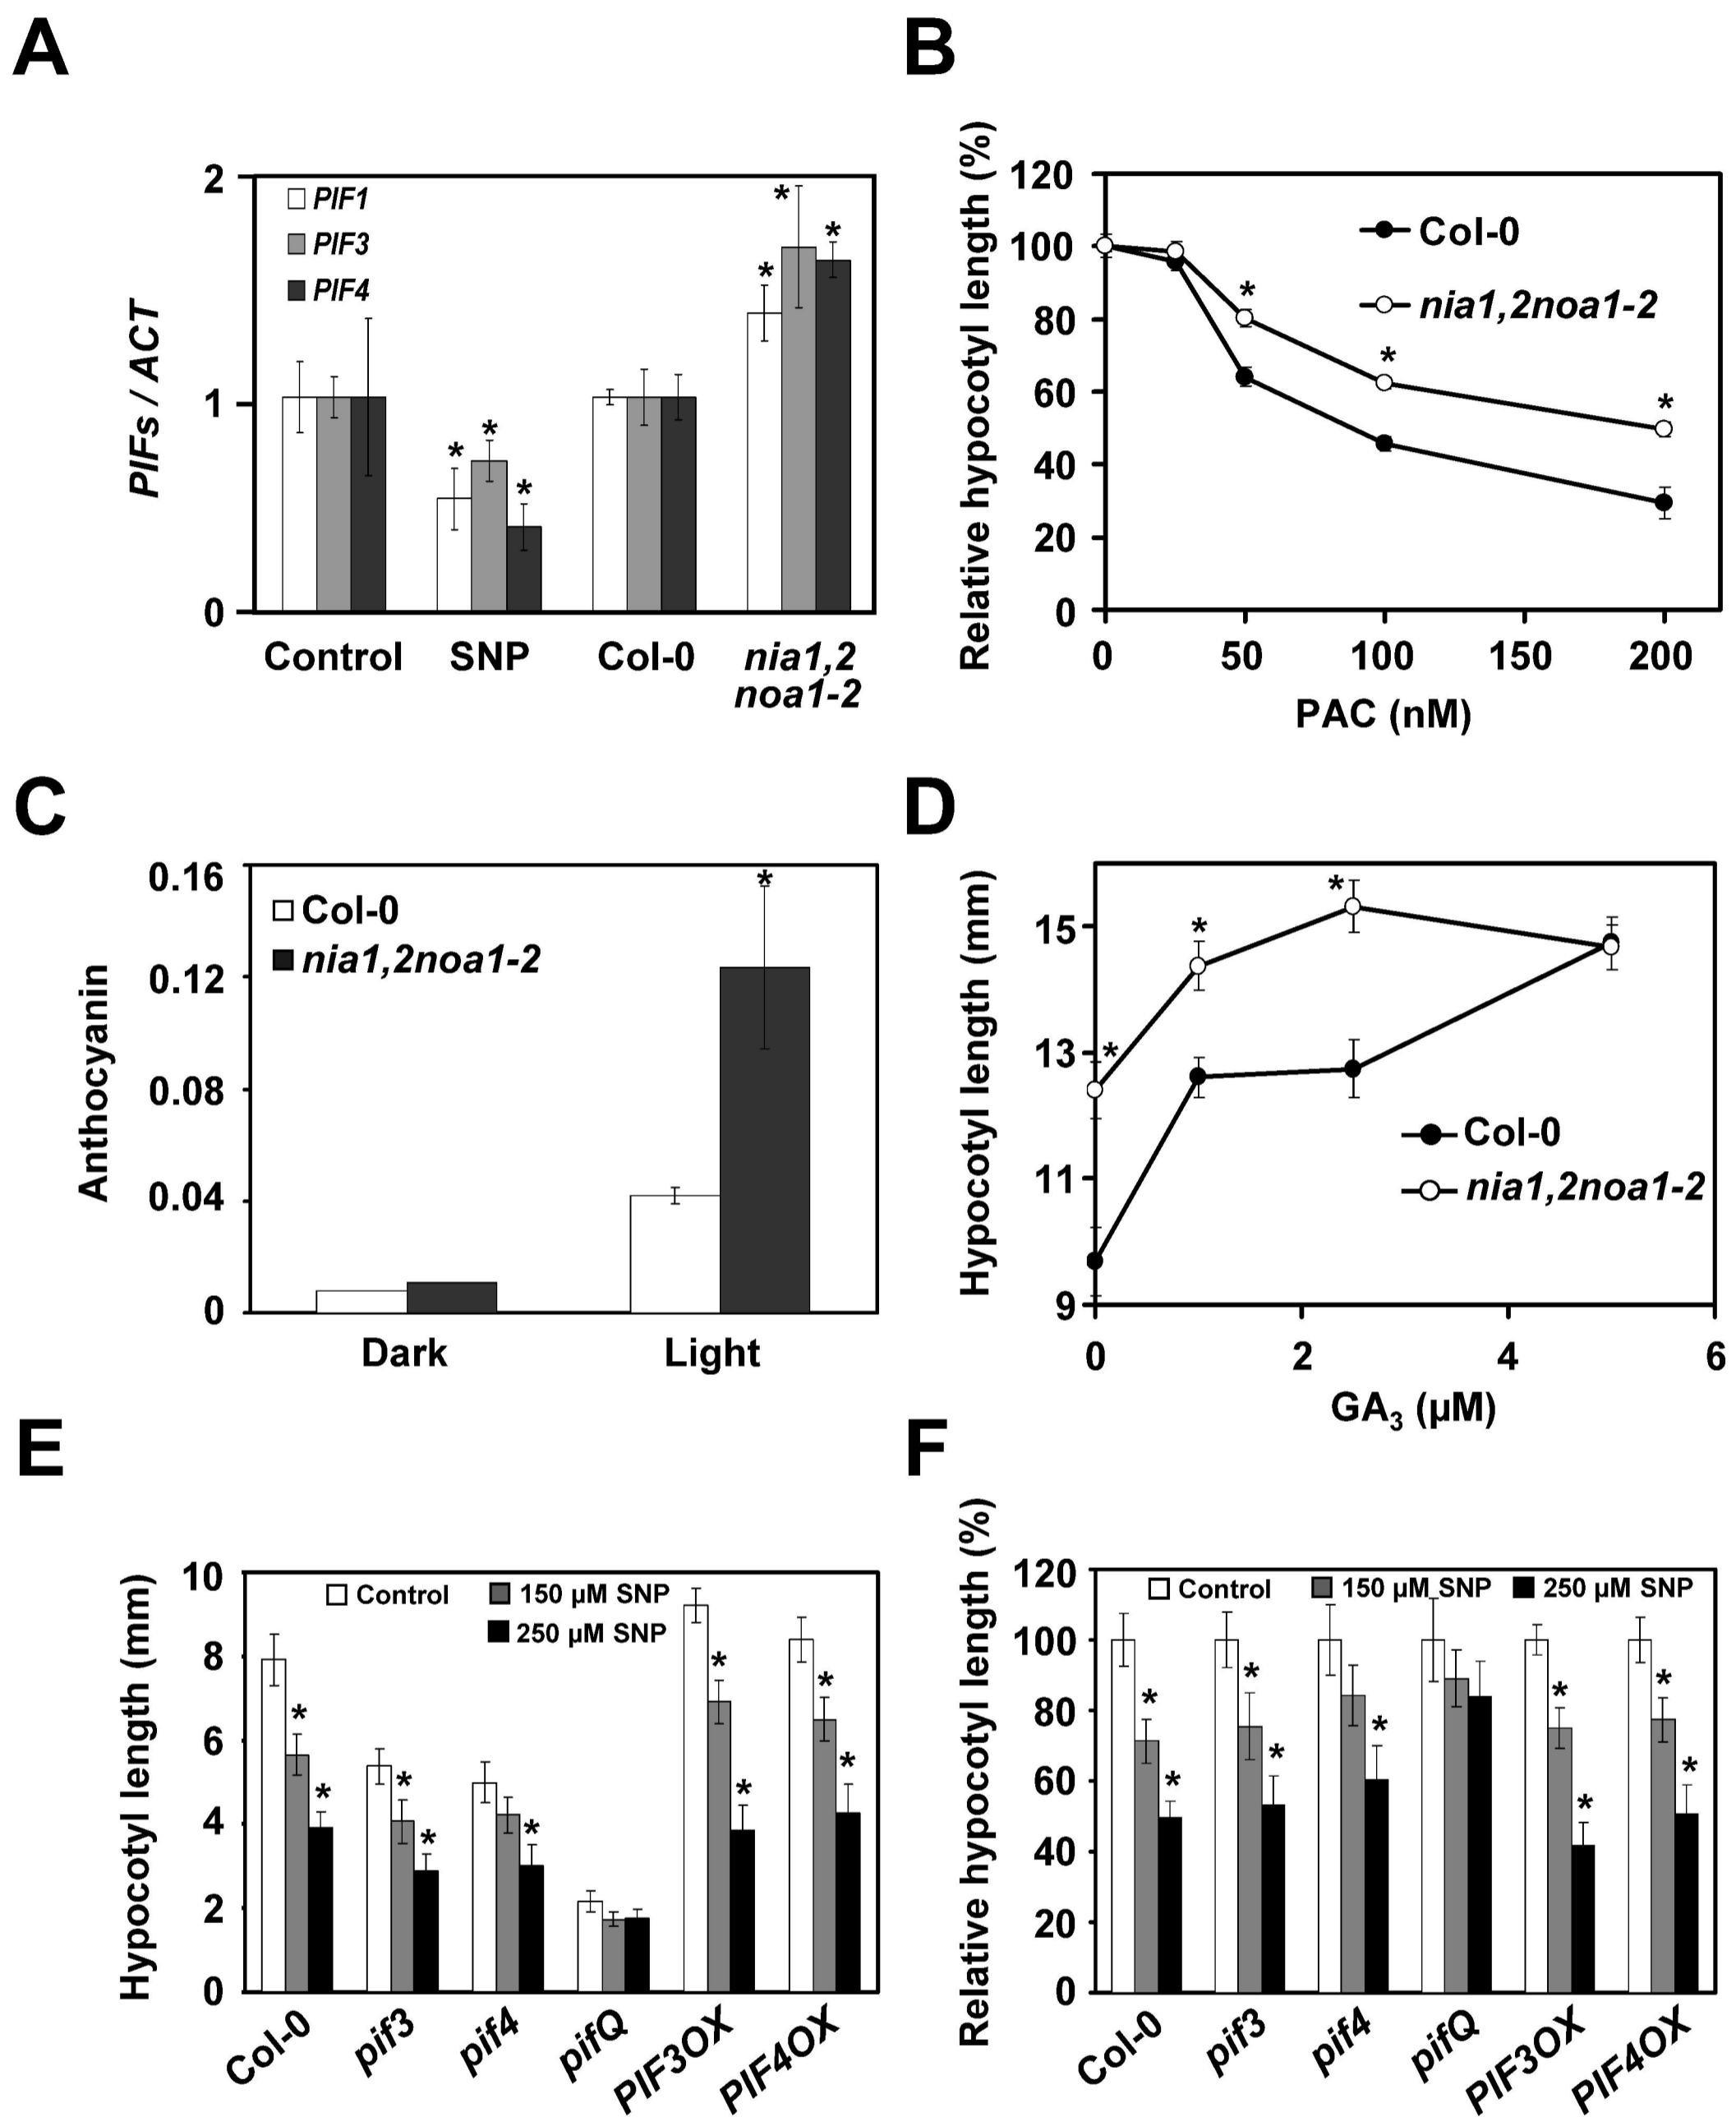 A
PIFs / ACT
2
1
0
PIF1
PIF3
PIF4
* * * * * *
Control SNP Col-0 nia1,2 noa1-2
B
Relative hypocotyl length (%)
120
100
80
60
40
20
0
Col-0
nia1,2noa1-2
* * *
0 50 100 150 200
PAC (nM)
C
Anthocyanin
0.16
0.12
0.08
0.04
0
Col-0
nia1,2noa1-2
*
Dark Light
D
Hypocotyl length (mm)
15
13
11
9
* * *
Col-0
nia1,2noa1-2
0 2 4 6
GA3 (µM)
E
Hypocotyl length (mm)
10
8
6
4
2
0
Control 150 µM SNP
250 µM SNP
* * * * * * * * *
Col-0 pif3 pif4 pifQ PIF3OX PIF4OX
F
Relative hypocotyl length (%)
120
100
80
60
40
20
0
Control 150 µM SNP 250 µM SNP
* * * * * * * * *
Col-0 pif3 pif4 pifQ PIF3OX PIF4OX